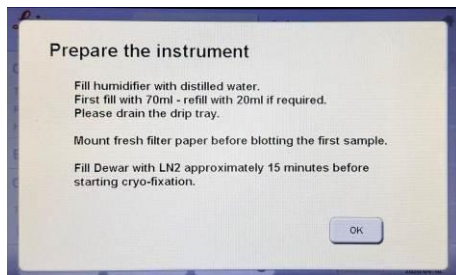 Prepare the instrument
Fill humidifier with distilled water.
First fill with 70ml - refill with 20ml if required.
Please drain the drip tray.
Mount fresh filter paper before blotting the first sample.
Fill Dewar with LN2 approximately 15 minutes before
starting cryo-fixation.
OK